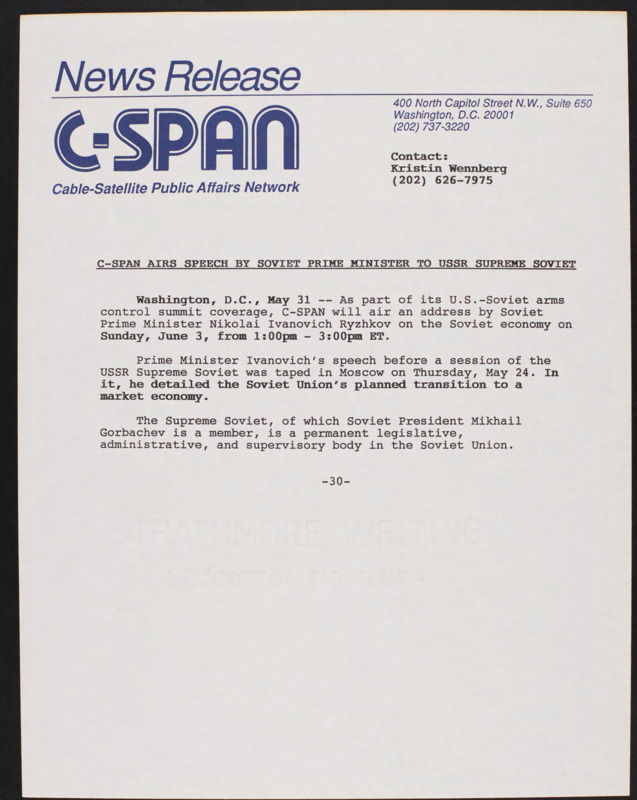 News Release
C-SPAN
Cable-Satellite Public Affairs Network
400 North Capitol Street N.W., Suite 650
Washington, D.C. 20001
(202) 737-3220
Contact:
Kristin Wennberg
(202) 626-7975
C-SPAN AIRS SPEECH BY SOVIET PRIME MINISTER TO USSR SUPREME SOVIET
Washington, D.C., May 31 -- As part of its U.S.-Soviet arms
control summit coverage, C-SPAN will air an address by Soviet
Prime Minister Nikolai Ivanovich Ryzhkov on the Soviet economy on
Sunday, June 3, from 1:00pm - 3:00pm ET.
Prime Minister Ivanovich's speech before a session of the
USSR Supreme Soviet was taped in Moscow on Thursday, May 24. In
it, he detailed the Soviet Union's planned transition to a
market economy.
The Supreme Soviet, of which Soviet President Mikhail
Gorbachev is a member, is a permanent legislative,
administrative, and supervisory body in the Soviet Union.
-30-
STRATHMORE WRITING
25% COTTON FIBER USA